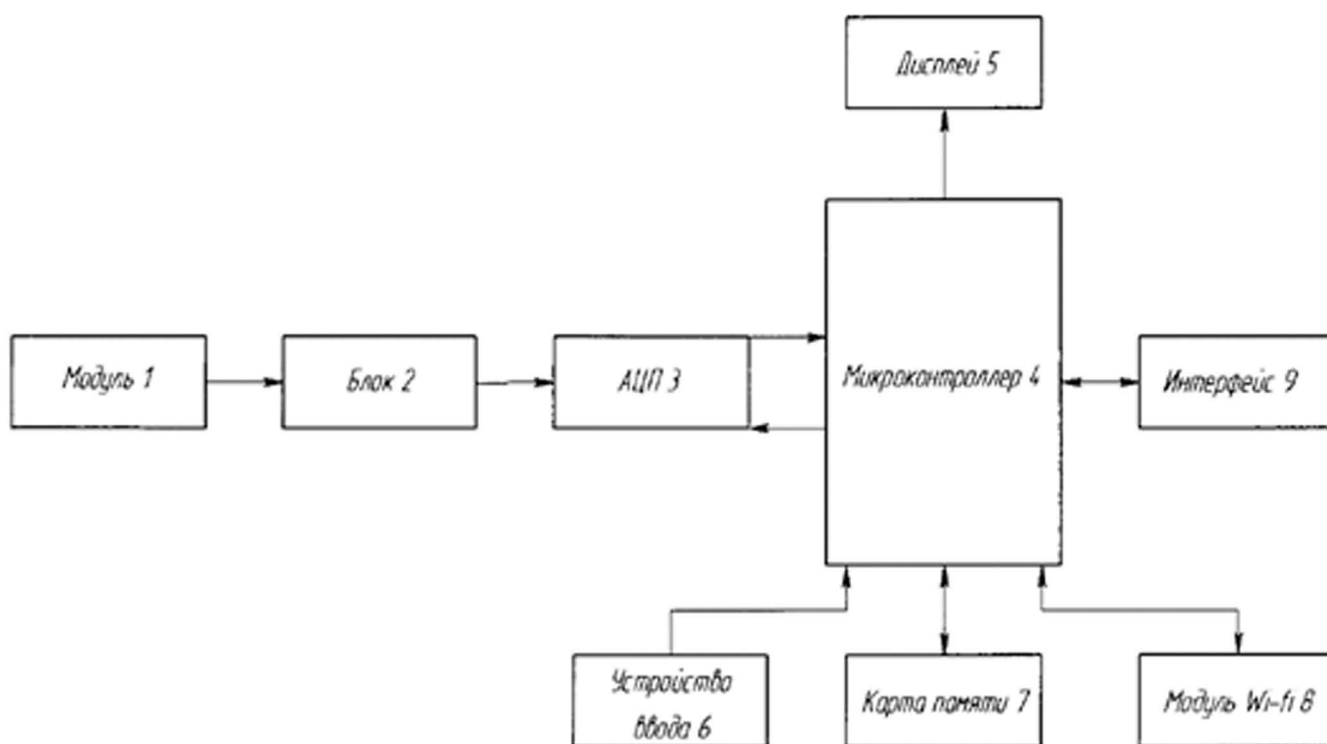 Дисплей 5
Модуль 1
Блок 2
АЦП 3
Микроконтроллер 4
Интерфейс 9
Устройство
ввода 6
Карта памяти 7
Модуль Wi-fi 8